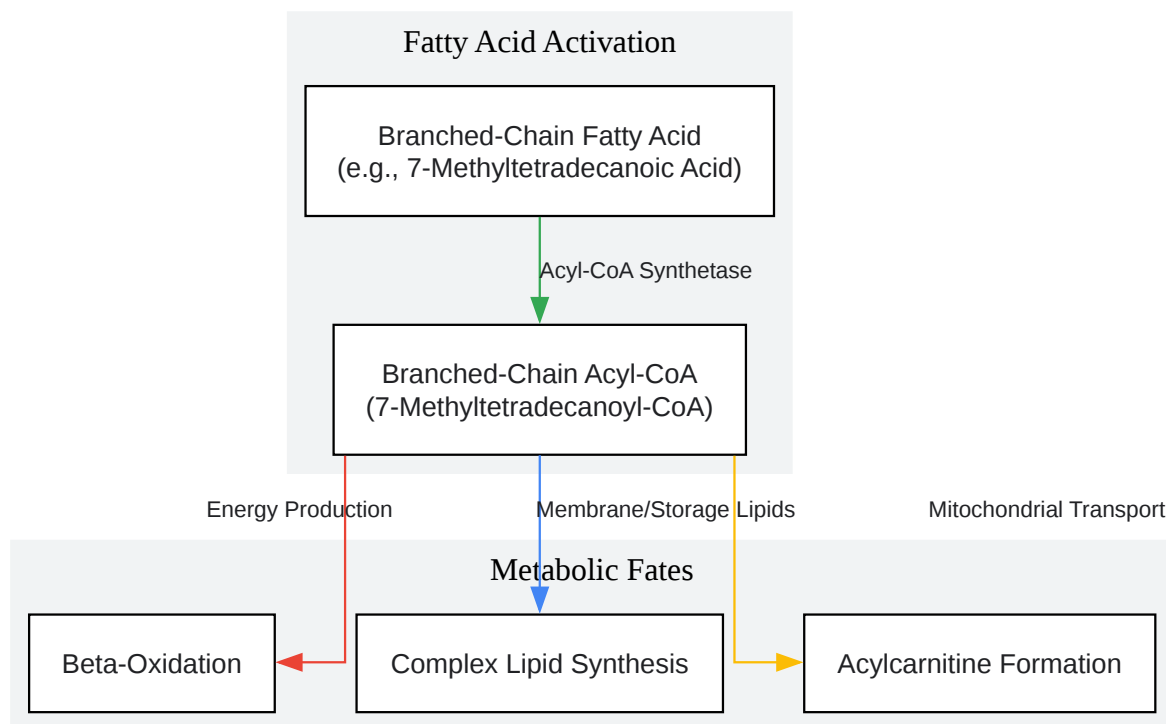 Fatty Acid Activation
Branched-Chain Fatty Acid
(e.g., 7-Methyltetradecanoic Acid)
Acyl-CoA Synthetase
Branched-Chain Acyl-CoA
(7-Methyltetradecanoyl-CoA)
Energy Production
Membrane/Storage Lipids
Mitochondrial Transport
Metabolic Fates
Beta-Oxidation
Complex Lipid Synthesis
Acylcarnitine Formation